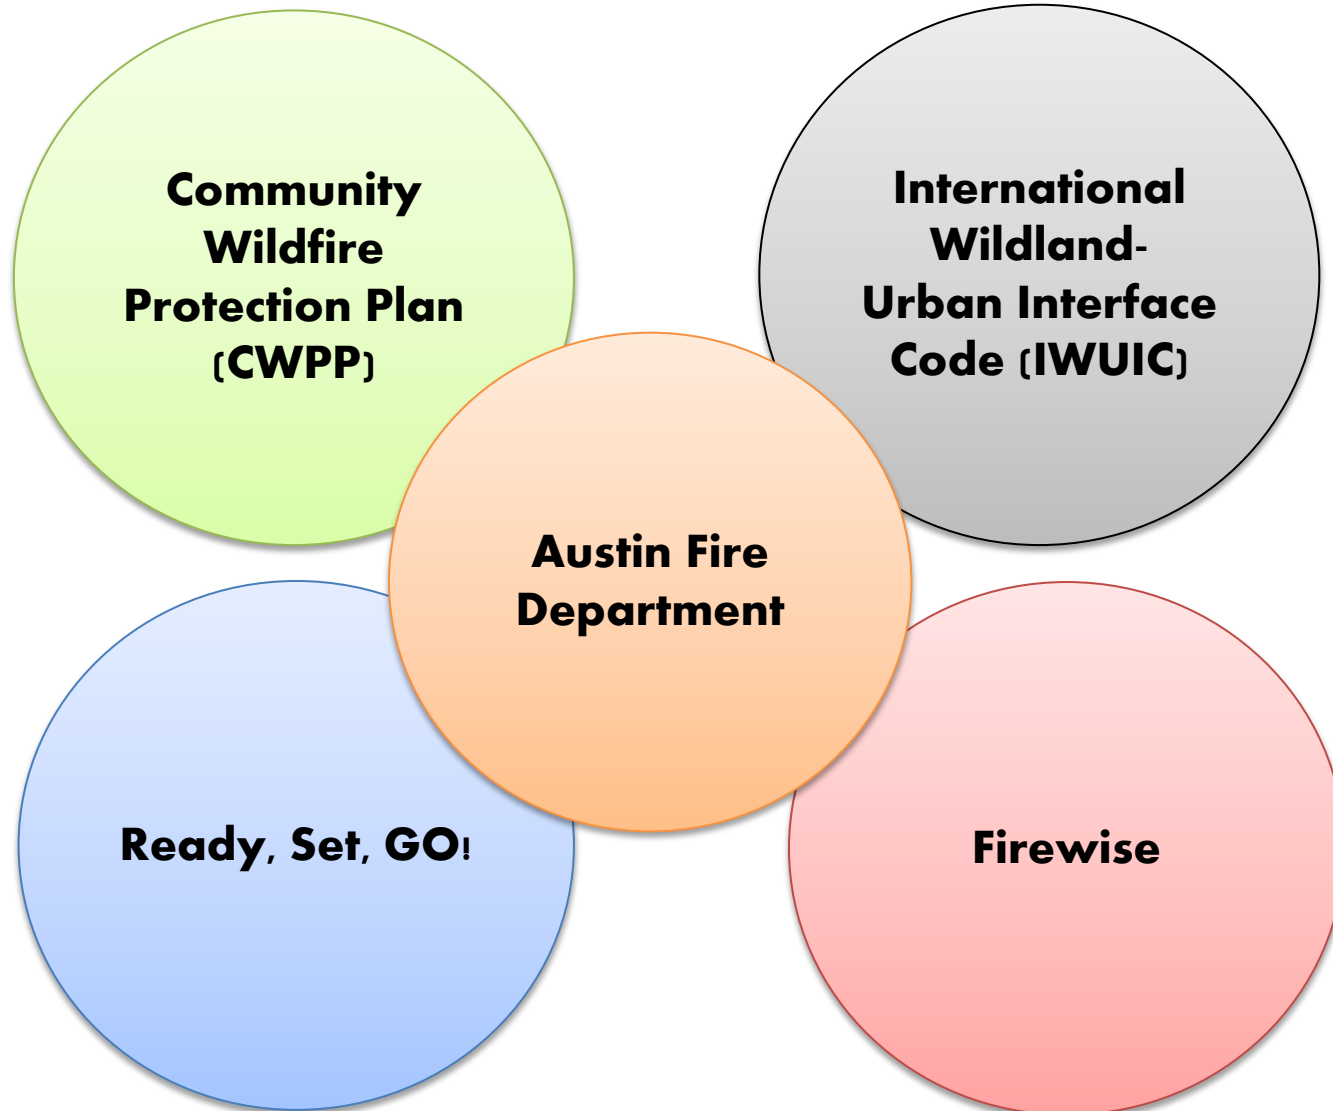 Community
Wildfire
Protection Plan
(CWPP)
International
Wildland-
Urban Interface
Code (IWUIC)
Austin Fire
Department
Ready, Set, GO!
Firewise